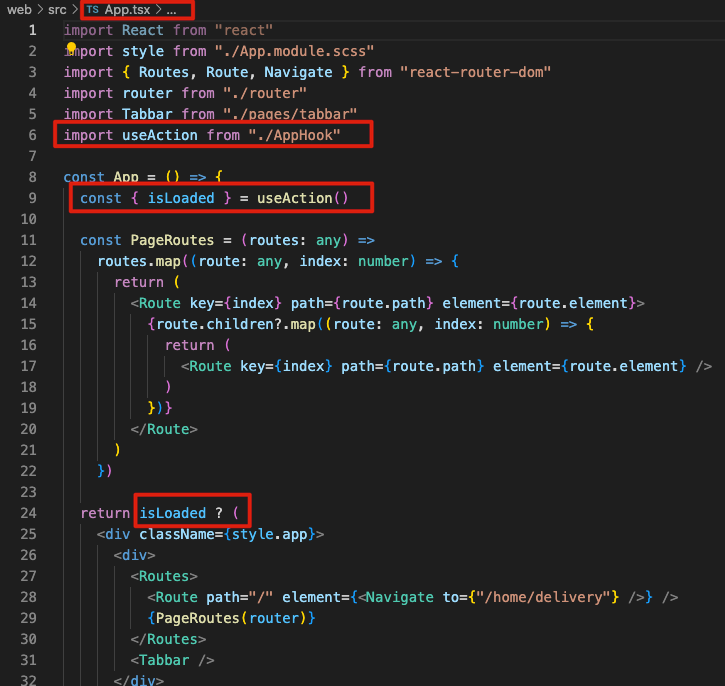 web > src > TS App.tsx > ...
1 import React from "react"
2 import style from "./App.module.scss"
3 import { Routes, Route, Navigate } from "react-router-dom"
4 import router from "./router"
5 import Tabbar from "./pages/tabbar"
6 import useAction from "./AppHook"
7
8 const App = () => {
9 const { isLoaded } = useAction()
10
11 const PageRoutes = (routes: any) =>
12 routes.map((route: any, index: number) => {
13 return (
14 <Route key={index} path={route.path} element={route.element}>
15 {route.children?.map((route: any, index: number) => {
16 return (
17 <Route key={index} path={route.path} element={route.element} />
18 )
19 })}
20 </Route>
21 )
22 })
23
24 return isLoaded ? (
25 <div className={style.app}>
26 <div>
27 <Routes>
28 <Route path="/" element={<Navigate to={"/home/delivery"} />} />
29 {PageRoutes(router)}
30 </Routes>
31 <Tabbar />
32 </div>